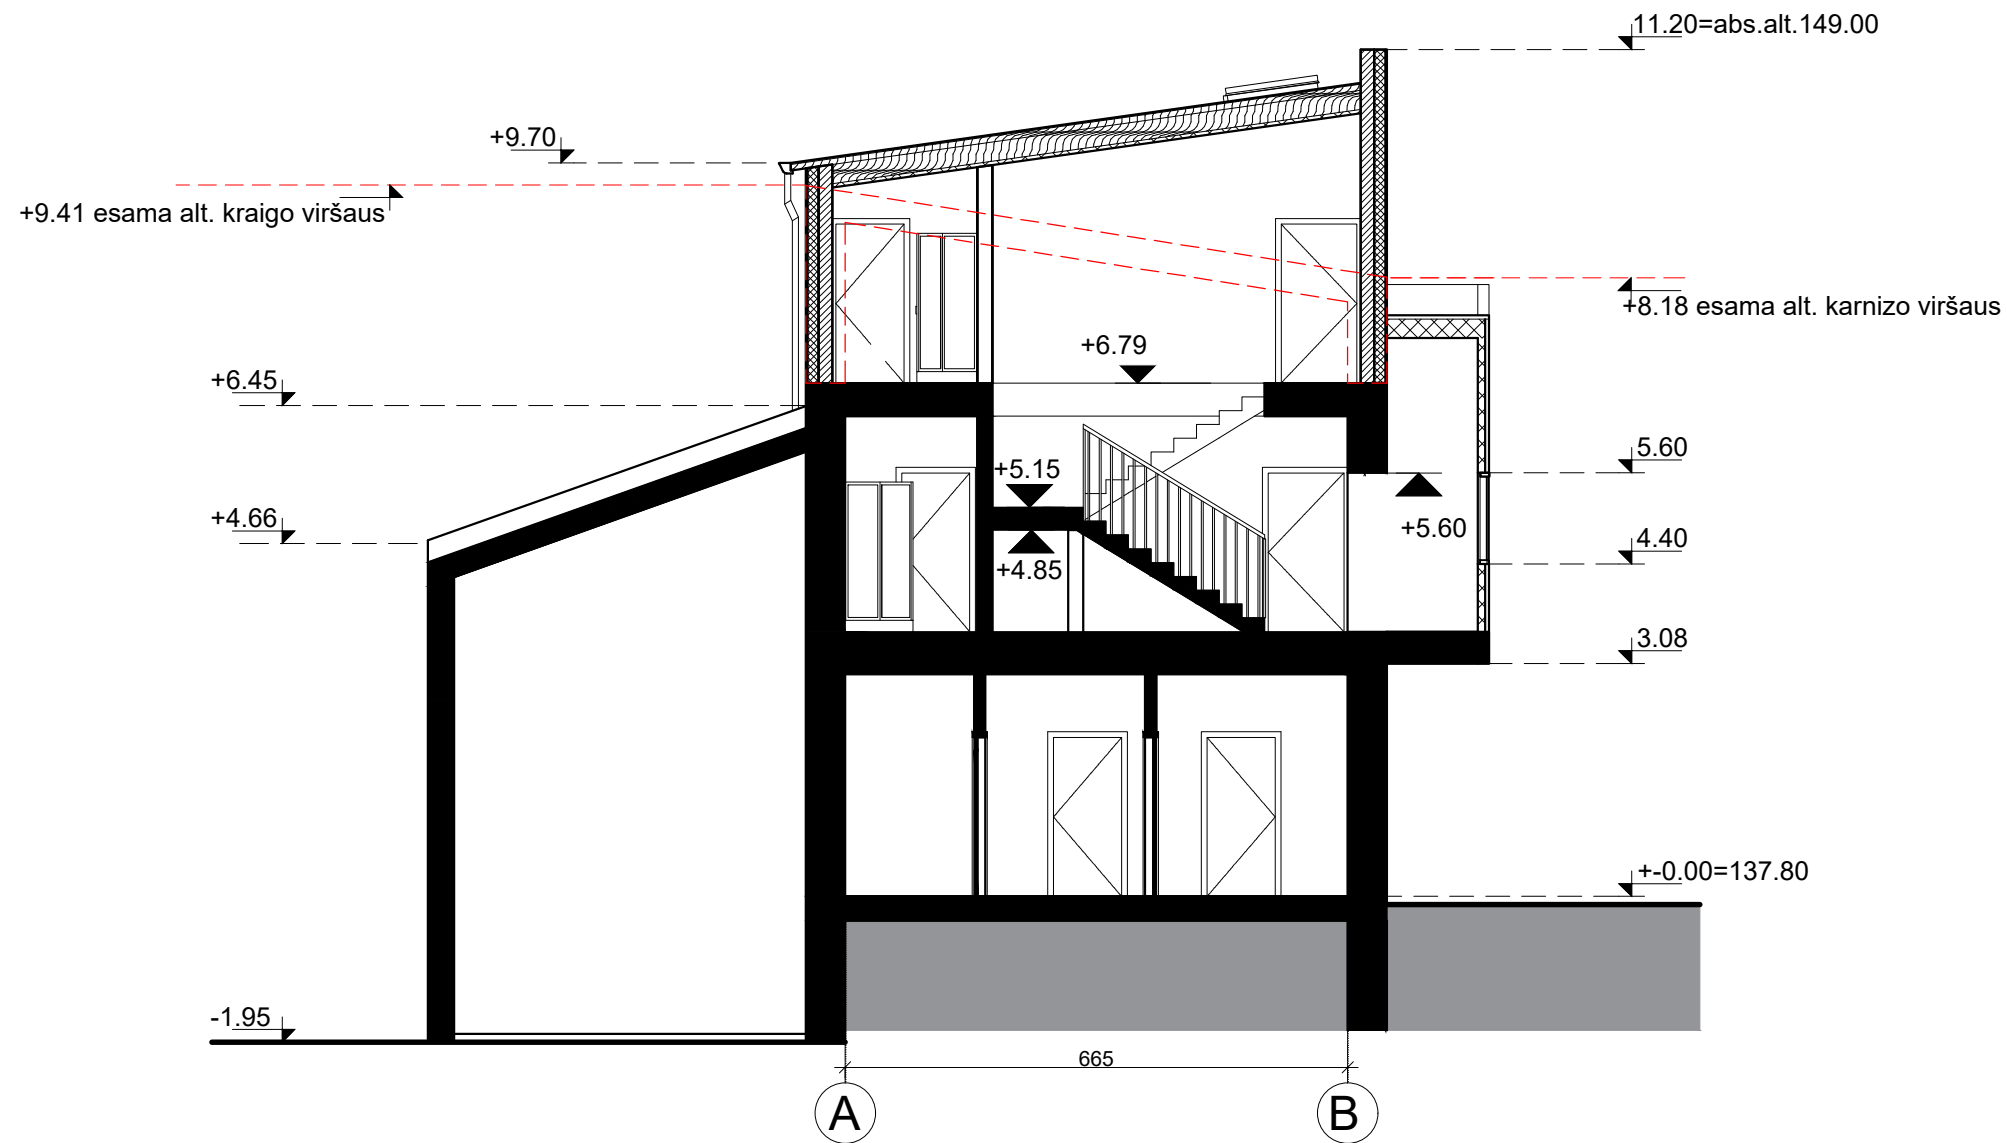 11.20=abs.alt.149.00
+9.70
+9.41 esama alt. kraigo viršaus
+8.18 esama alt. karnizo viršaus
+6.79
+6.45
5.60
+5.15
+4.66
+5.60
4.40
+4.85
3.08
+-0.00=137.80
-1.95
665
A
B